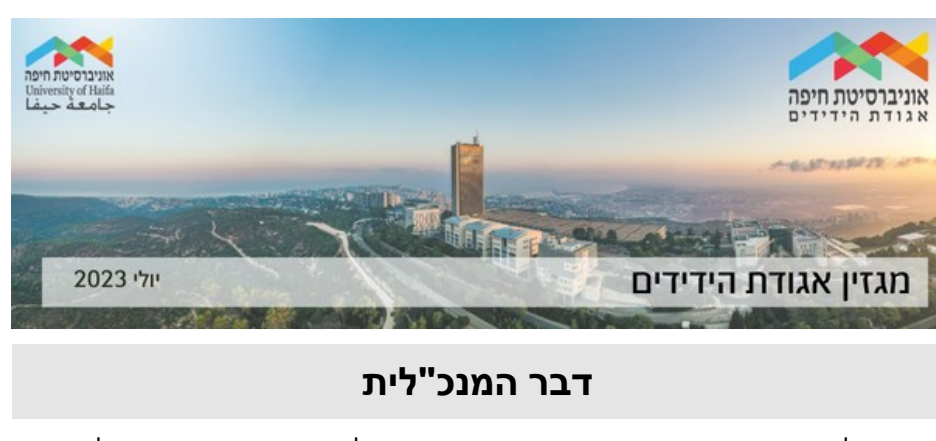 אוניברסיטת חיפה
University of Haifa
جامعة حيفا
אוניברסיטת חיפה
אגודת הידידים
מגזין אגודת הידידים
יולי 2023
דבר המנכ"לית